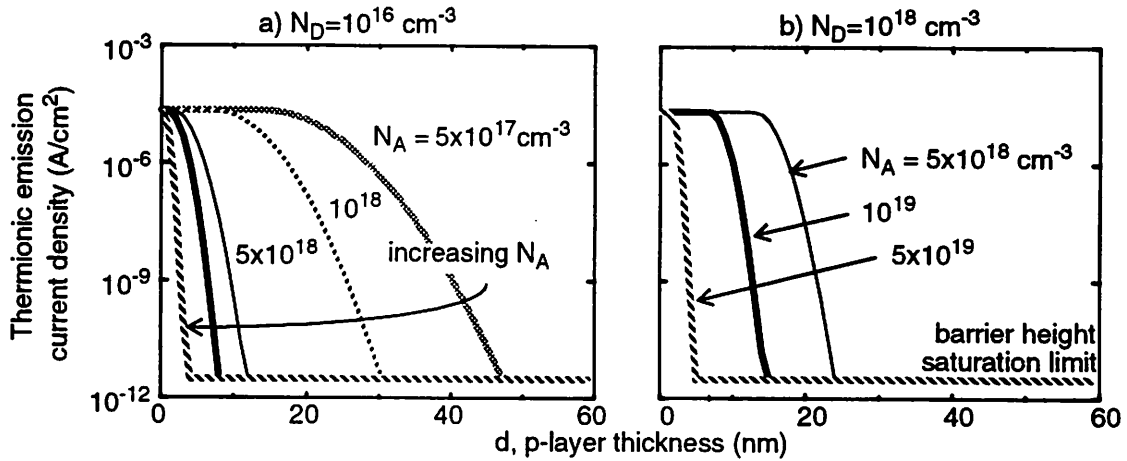 a) N_D=10^16 cm^-3
b) N_D=10^18 cm^-3
Thermionic emission
current density (A/cm^2)
10^-3
10^-6
10^-9
10^-12
N_A = 5x10^17cm^-3
10^18
5x10^18
increasing N_A
0
20
40
60
N_A = 5x10^18 cm^-3
10^19
5x10^19
barrier height
saturation limit
0
20
40
60
d, p-layer thickness (nm)